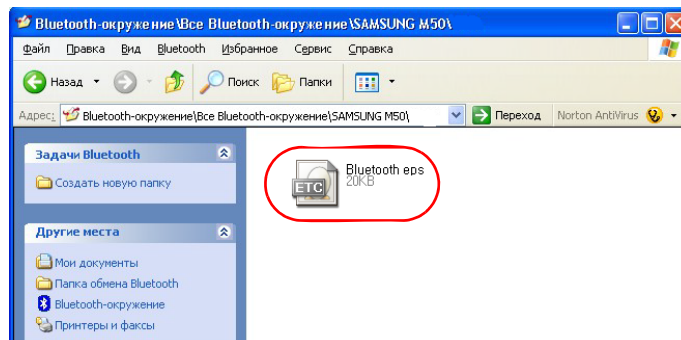 Bluetooth-окружение\Все Bluetooth-окружение\SAMSUNG M50\
Файл Правка Вид Bluetooth Избранное Сервис Справка
Назад Поиск Папки
Адрес: Bluetooth-окружение\Все Bluetooth-окружение\SAMSUNG M50\ Переход Norton AntiVirus
Задачи Bluetooth
Создать новую папку
Другие места
Мои документы
Папка обмена Bluetooth
Bluetooth-окружение
Принтеры и факсы
Bluetooth eps
20KB
ETC